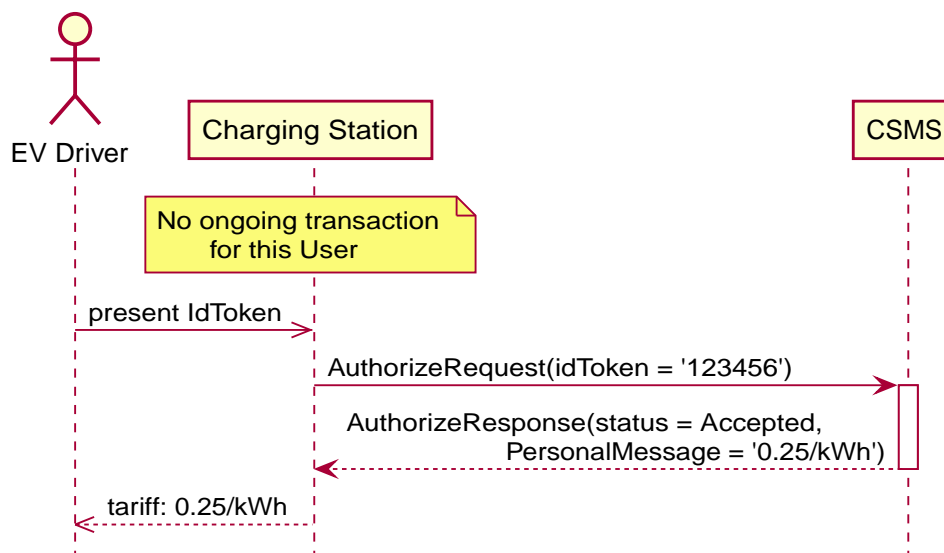 EV Driver
Charging Station
CSMS
No ongoing transaction
for this User
present IdToken
AuthorizeRequest(idToken = '123456')
AuthorizeResponse(status = Accepted,
PersonalMessage = '0.25/kWh')
tariff: 0.25/kWh